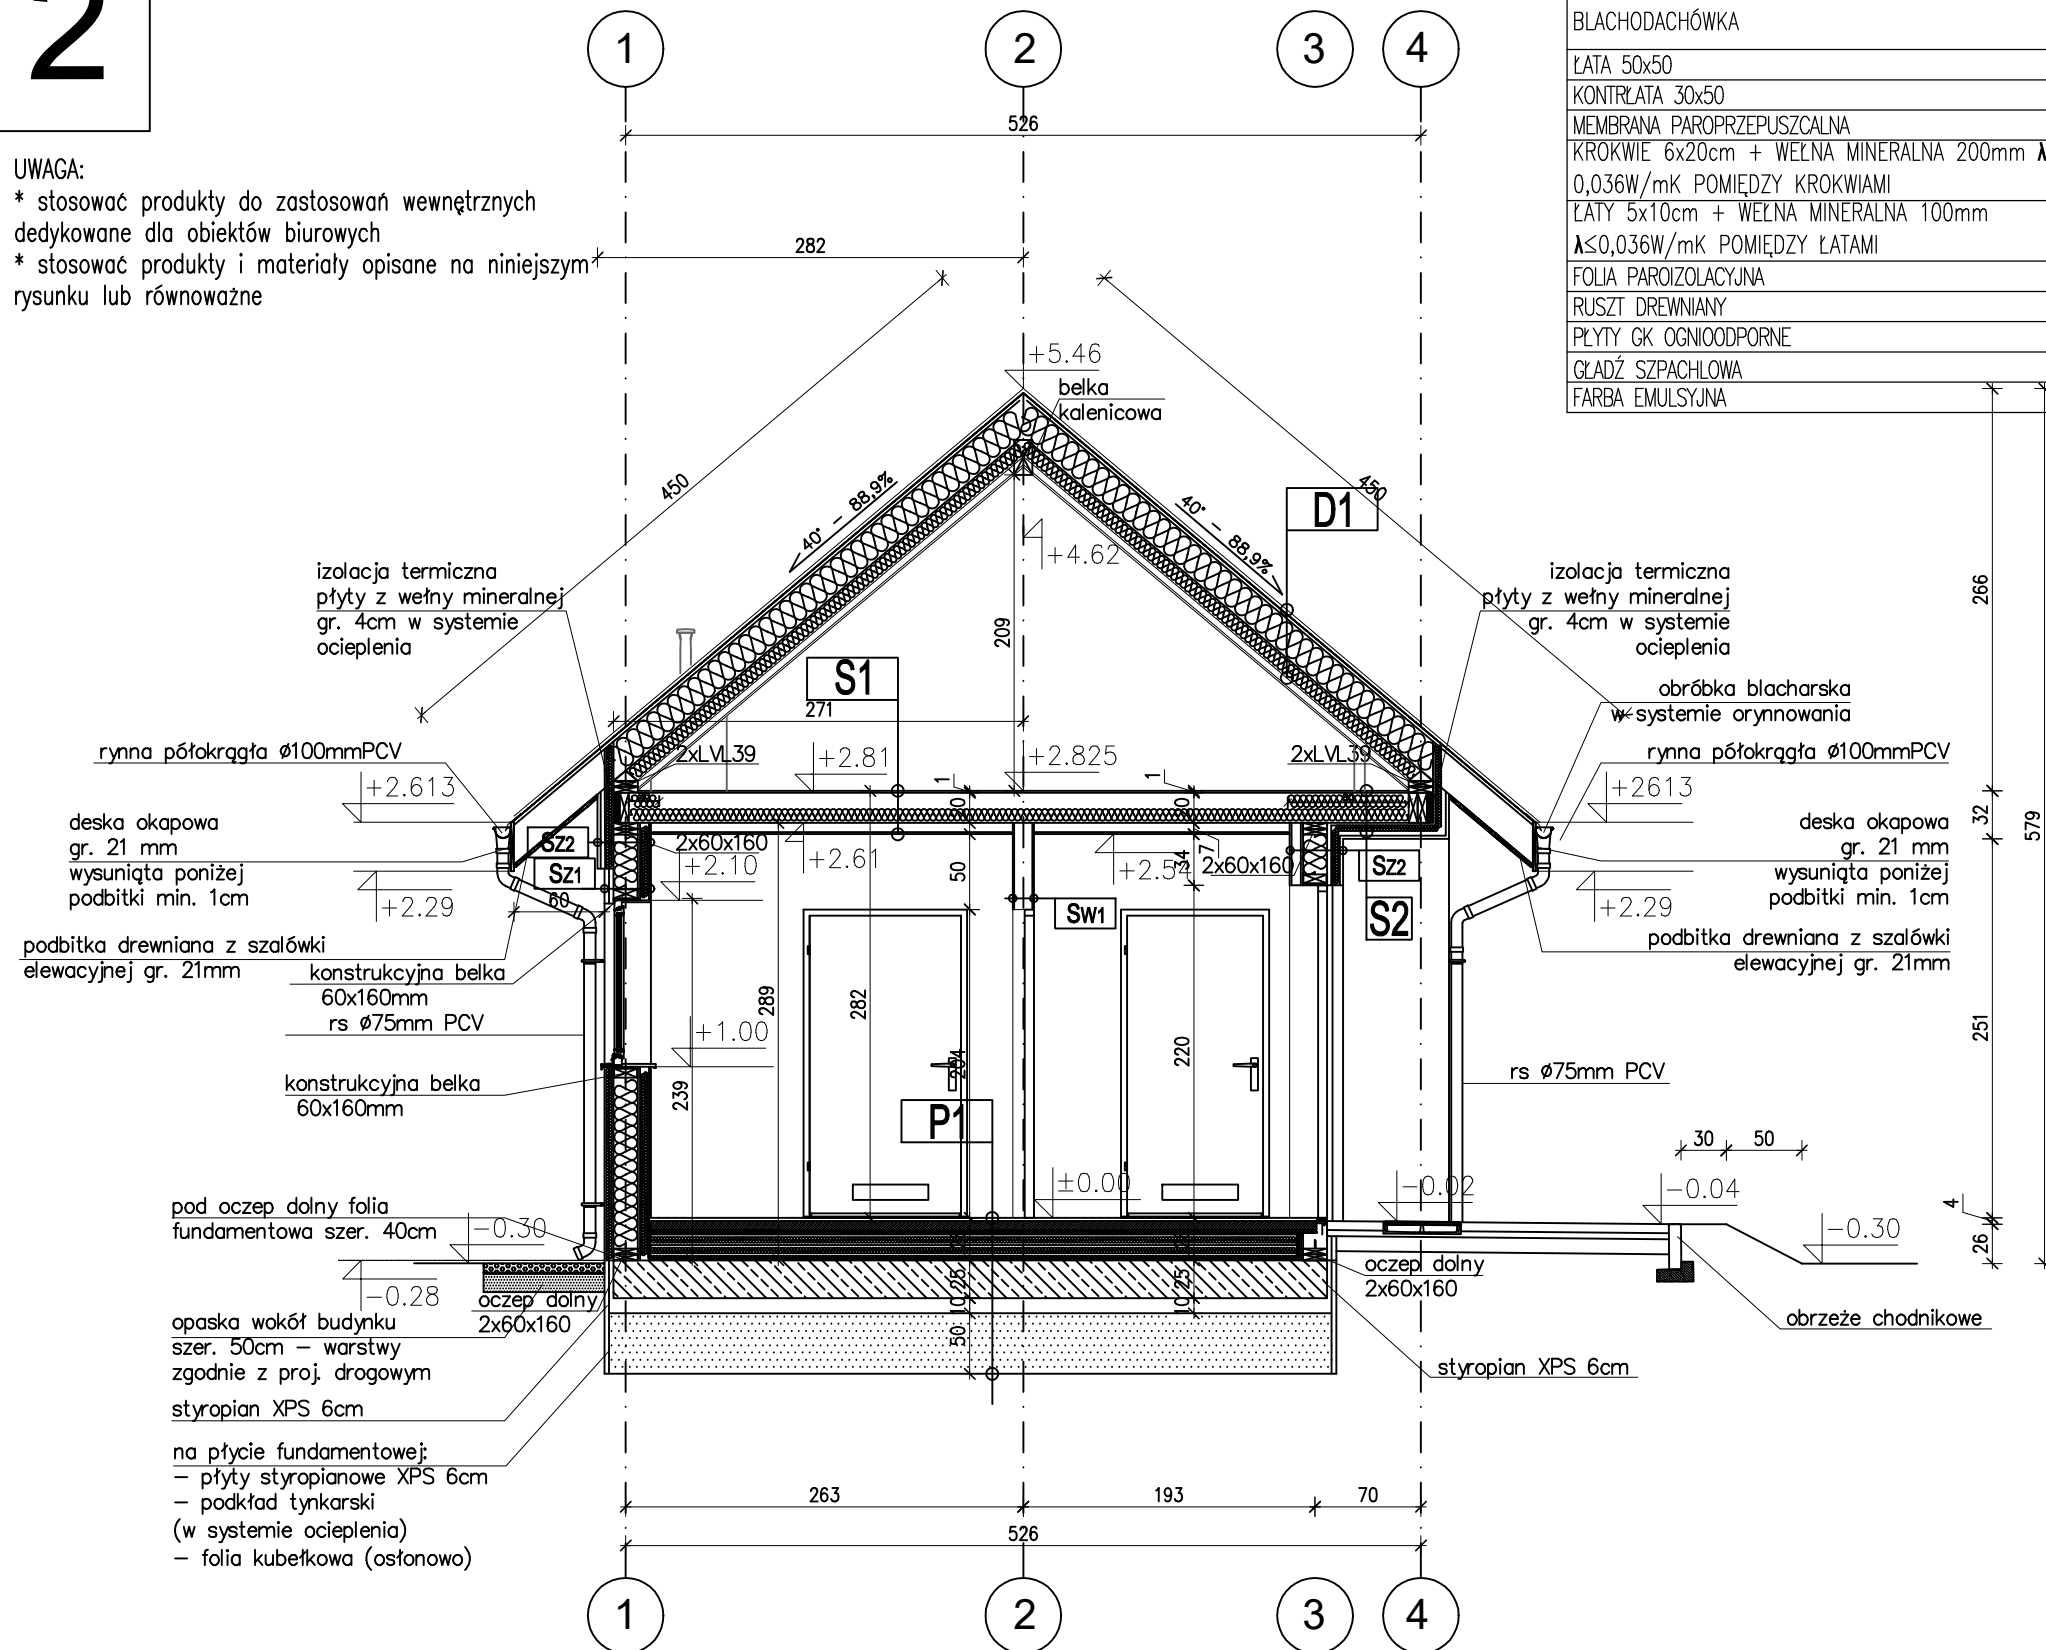 2
1
2
3
4
BLACHODACHÓWKA
ŁATA 50x50
KONTRŁATA 30x50
MEMBRANA PAROPRZEPUSZCALNA
KROKWIE 6x20cm + WEŁNA MINERALNA 200mm λ
0,036W/mK POMIĘDZY KROKWIAMI
ŁATY 5x10cm + WEŁNA MINERALNA 100mm
λ≤0,036W/mK POMIĘDZY ŁATAMI
FOLIA PAROIZOLACYJNA
RUSZT DREWNIANY
PŁYTY GK OGNIOODPORNE
GŁADŹ SZPACHLOWA
FARBA EMULSYJNA
UWAGA:
* stosować produkty do zastosowań wewnętrznych
dedykowane dla obiektów biurowych
* stosować produkty i materiały opisane na niniejszym
rysunku lub równoważne
526
282
+5.46
belka
kalenicowa
450
450
40° - 88,9%
40° - 88,9%
D1
+4.62
209
266
579
izolacja termiczna
płyty z wełny mineralnej
gr. 4cm w systemie
ocieplenia
izolacja termiczna
płyty z wełny mineralnej
gr. 4cm w systemie
ocieplenia
S1
271
obróbka blacharska
w systemie orynnowania
rynna półokrągła ø100mmPCV
rynna półokrągła ø100mmPCV
2xLVL39
+2.81
+2.825
2xLVL39
1
1
+2.613
+2613
32
deska okapowa
gr. 21 mm
wysunięta poniżej
podbitki min. 1cm
deska okapowa
gr. 21 mm
wysunięta poniżej
podbitki min. 1cm
Sz2
Sz1
2x60x160
+2.10
+2.61
50
34
7
2x60x160
Sz2
S2
Sw1
+2.29
60
+2.29
podbitka drewniana z szalówki
elewacyjnej gr. 21mm
podbitka drewniana z szalówki
elewacyjnej gr. 21mm
konstrukcyjna belka
60x160mm
rs ø75mm PCV
289
282
+1.00
220
251
konstrukcyjna belka
60x160mm
239
rs ø75mm PCV
P1
30
50
±0.00
-0.02
-0.04
4
pod oczep dolny folia
fundamentowa szer. 40cm
-0.30
-0.30
26
-0.28
oczep dolny
2x60x160
oczep dolny
2x60x160
25
10
50
25
10
opaska wokół budynku
szer. 50cm - warstwy
zgodnie z proj. drogowym
obrzeże chodnikowe
styropian XPS 6cm
styropian XPS 6cm
na płycie fundamentowej:
- płyty styropianowe XPS 6cm
- podkład tynkarski
(w systemie ocieplenia)
- folia kubełkowa (osłonowo)
263
193
70
526
1
2
3
4